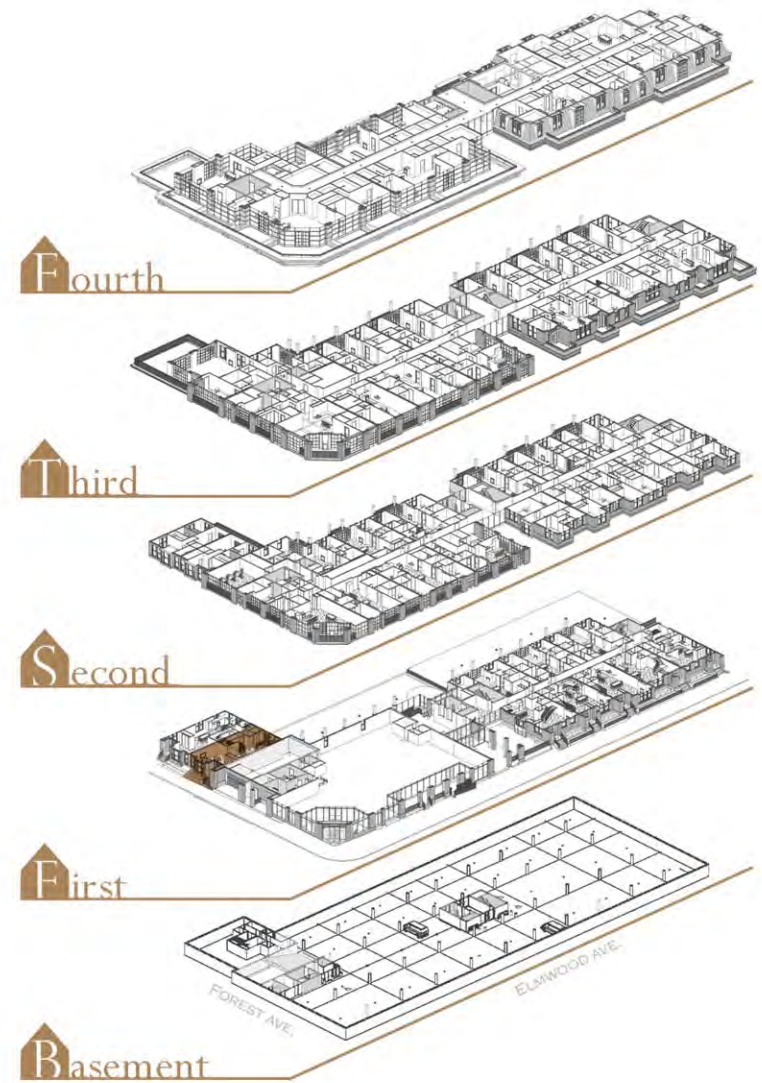 Fourth
Third
Second
First
FOREST AVE.
ELMWOOD AVE.
Basement